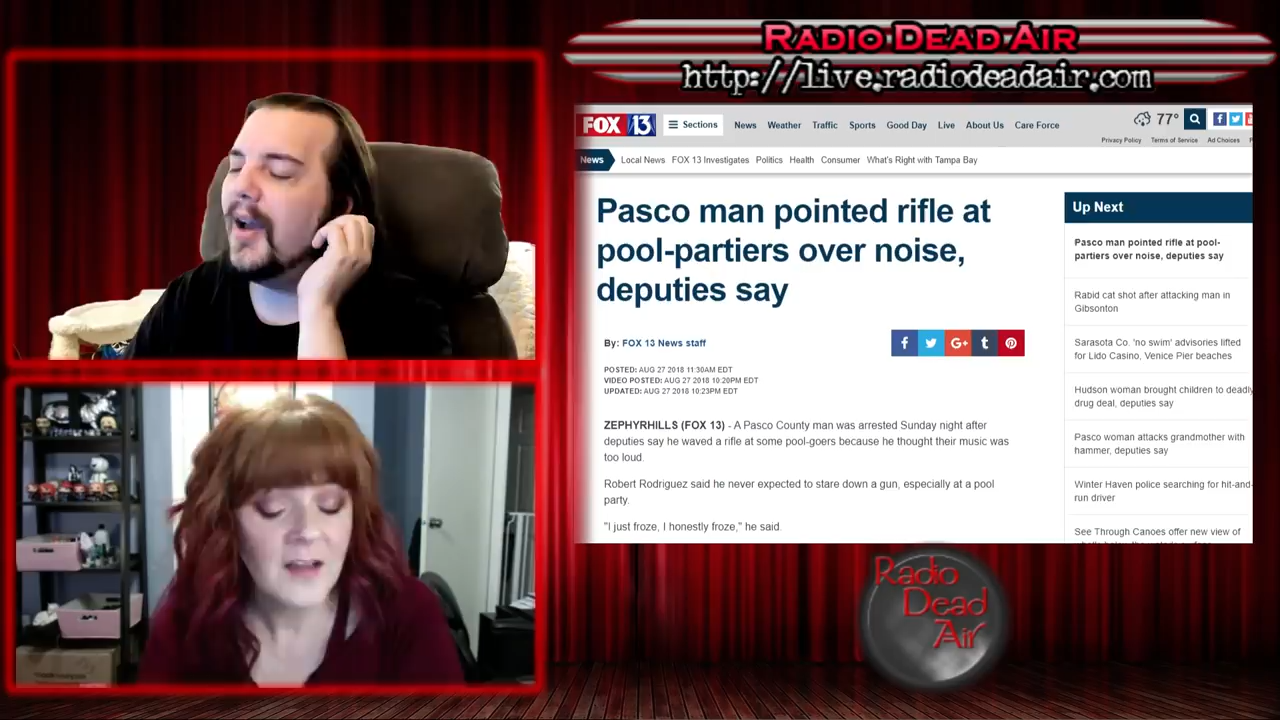 Radio Dead Air
http://live.radiodeadair.com
FOX 13
Sections
News
Weather
Traffic
Sports
Good Day
Live
About Us
Care Force
77°
Privacy Policy
Terms of Service
Ad Choices
News
Local News
FOX 13 Investigates
Politics
Health
Consumer
What's Right with Tampa Bay
Pasco man pointed rifle at
pool-partiers over noise,
deputies say
By: FOX 13 News staff
POSTED: AUG 27 2018 11:30AM EDT
VIDEO POSTED: AUG 27 2018 10:20PM EDT
UPDATED: AUG 27 2018 10:23PM EDT
ZEPHYRHILLS (FOX 13) - A Pasco County man was arrested Sunday night after
deputies say he waved a rifle at some pool-goers because he thought their music was
too loud.
Robert Rodriguez said he never expected to stare down a gun, especially at a pool
party.
"I just froze, I honestly froze," he said.
Up Next
Pasco man pointed rifle at pool-
partiers over noise, deputies say
Rabid cat shot after attacking man in
Gibsonton
Sarasota Co. 'no swim' advisories lifted
for Lido Casino, Venice Pier beaches
Hudson woman brought children to deadly
drug deal, deputies say
Pasco woman attacks grandmother with
hammer, deputies say
Winter Haven police searching for hit-and-
run driver
See Through Canoes offer new view of
Radio
Dead
Air